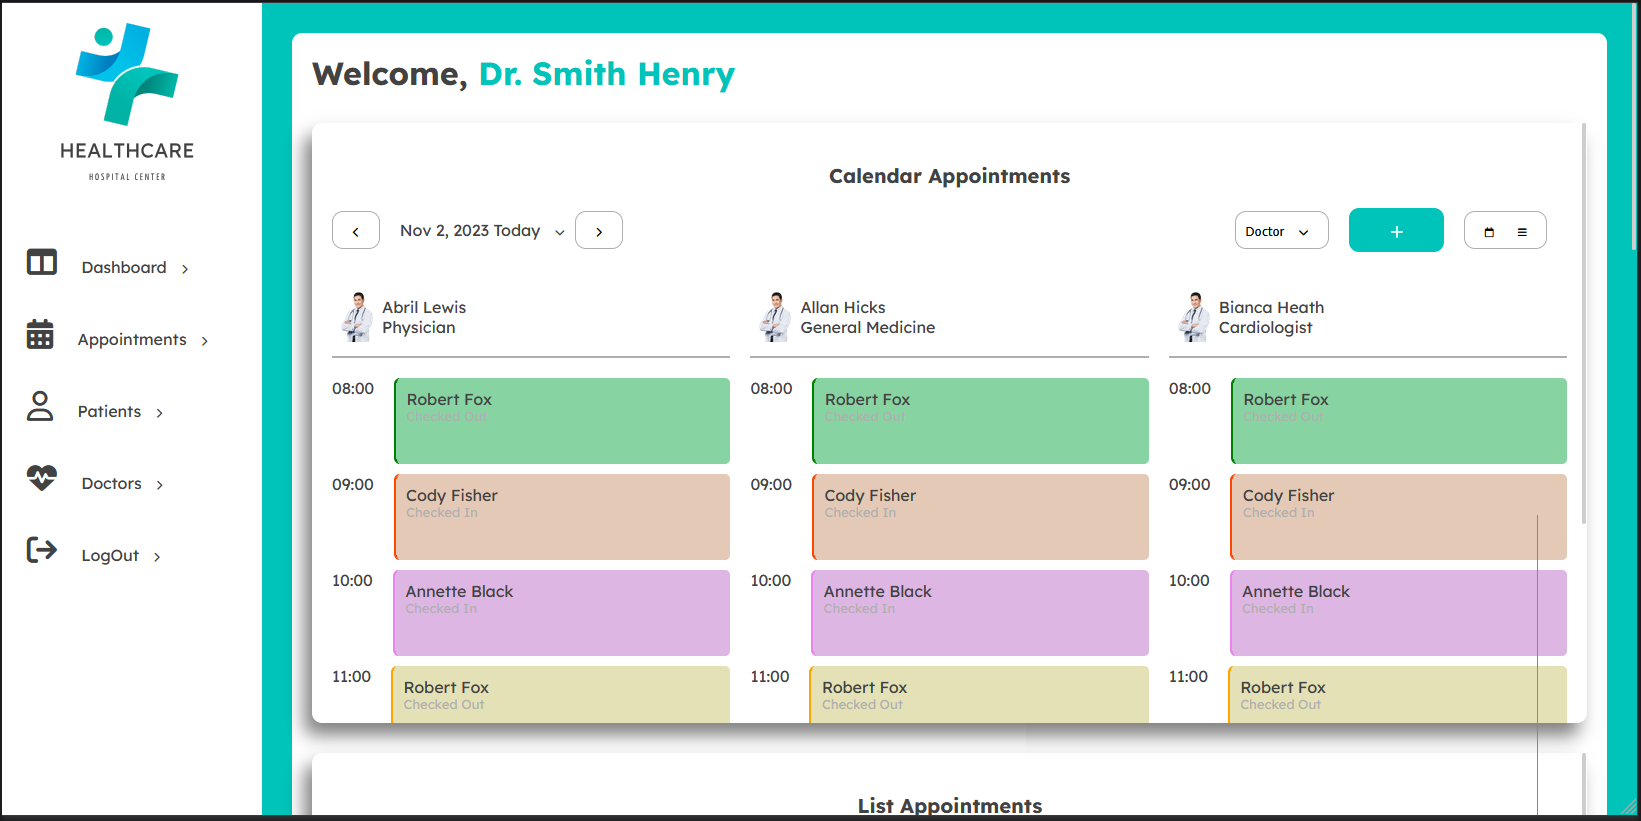 HEALTHCARE
HOSPITAL CENTER
Dashboard
Appointments
Patients
Doctors
LogOut
Welcome, Dr. Smith Henry
Calendar Appointments
Nov 2, 2023 Today
Doctor
+
Abril Lewis
Physician
08:00
Robert Fox
Checked Out
09:00
Cody Fisher
Checked In
10:00
Annette Black
Checked In
11:00
Robert Fox
Checked Out
Allan Hicks
General Medicine
08:00
Robert Fox
Checked Out
09:00
Cody Fisher
Checked In
10:00
Annette Black
Checked In
11:00
Robert Fox
Checked Out
Bianca Heath
Cardiologist
08:00
Robert Fox
Checked Out
09:00
Cody Fisher
Checked In
10:00
Annette Black
Checked In
11:00
Robert Fox
Checked Out
List Appointments